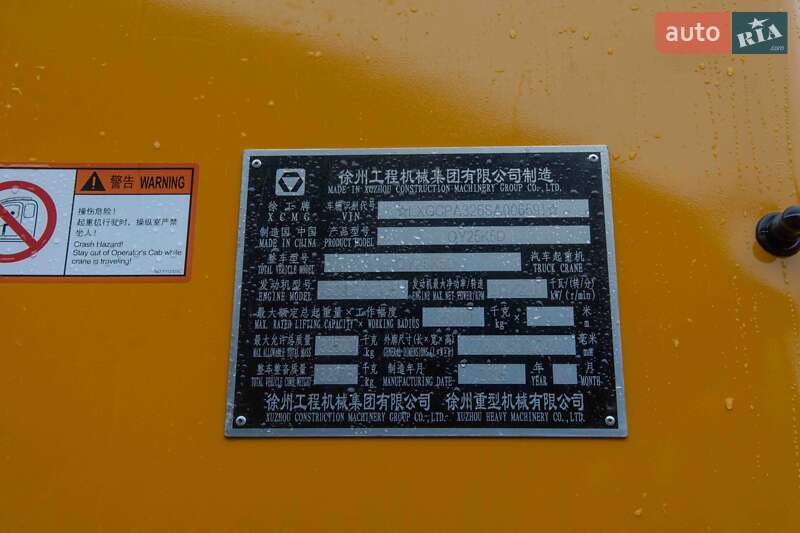 auto RIA
.com
警告 WARNING
操伤危险！
起重机行驶时，操纵室严禁
坐人！
Crash Hazard!
Stay out of Operator's Cab while
crane is traveling!
徐州工程机械集团有限公司制造
MADE IN XUZHOU CONSTRUCTION MACHINERY GROUP CO., LTD.
徐工牌 车辆识别代号
XCMG VIN
制造国 中国 产品型号
MADE IN CHINA PRODUCT MODEL QY25K5D
整车型号 汽车起重机
TOTAL VEHICLE MODEL TRUCK CRANE
发动机型号 发动机最大净功率/转速 千瓦/(转/分)
ENGINE MODEL ENGINE MAX. NET POWER/RPM kW/(r/min)
最大额定总起重量×工作幅度 千克× 米
MAX. RATED LIFTING CAPACITY × WORKING RADIUS kg× m
最大允许总质量 千克 外廓尺寸(长×宽×高) 毫米
MAX. ALLOWABLE TOTAL MASS kg GENERAL DIMENSIONS (L×W×H) mm
整车整备质量 千克 制造年月 年 月
TOTAL VEHICLE CURB WEIGHT kg MANUFACTURING DATE YEAR MONTH
徐州工程机械集团有限公司 徐州重型机械有限公司
XUZHOU CONSTRUCTION MACHINERY GROUP CO., LTD. XUZHOU HEAVY MACHINERY CO., LTD.